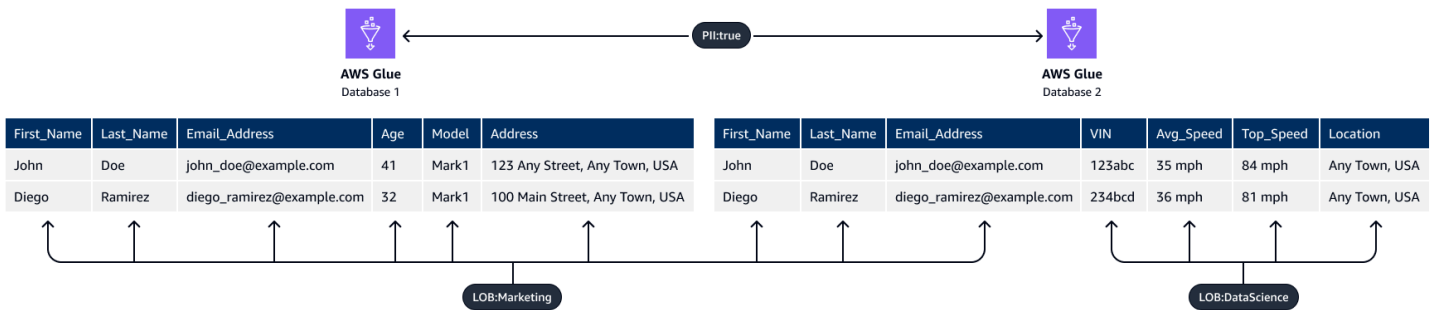 PII:true
AWS Glue
Database 1
AWS Glue
Database 2
First_Name Last_Name Email_Address Age Model Address
John Doe john_doe@example.com 41 Mark1 123 Any Street, Any Town, USA
Diego Ramirez diego_ramirez@example.com 32 Mark1 100 Main Street, Any Town, USA
First_Name Last_Name Email_Address VIN Avg_Speed Top_Speed Location
John Doe john_doe@example.com 123abc 35 mph 84 mph Any Town, USA
Diego Ramirez diego_ramirez@example.com 234bcd 36 mph 81 mph Any Town, USA
LOB:Marketing
LOB:DataScience